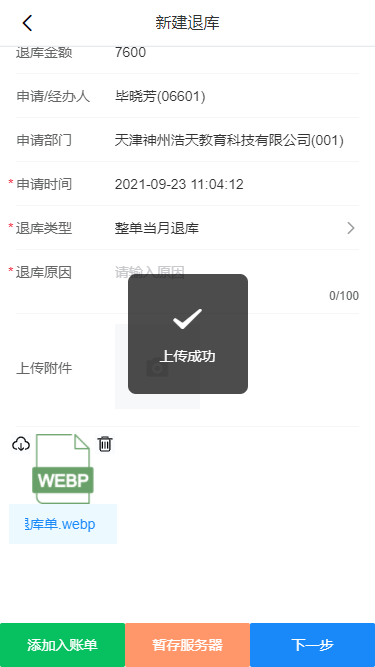 新建退库
退库金额 7600
申请/经办人 毕晓芳(06601)
申请部门 天津神州浩天教育科技有限公司(001)
*申请时间 2021-09-23 11:04:12
*退库类型 整单当月退库
*退库原因 请输入原因
0/100
上传成功
上传附件
WEBP
退库单.webp
添加入账单 暂存服务器 下一步